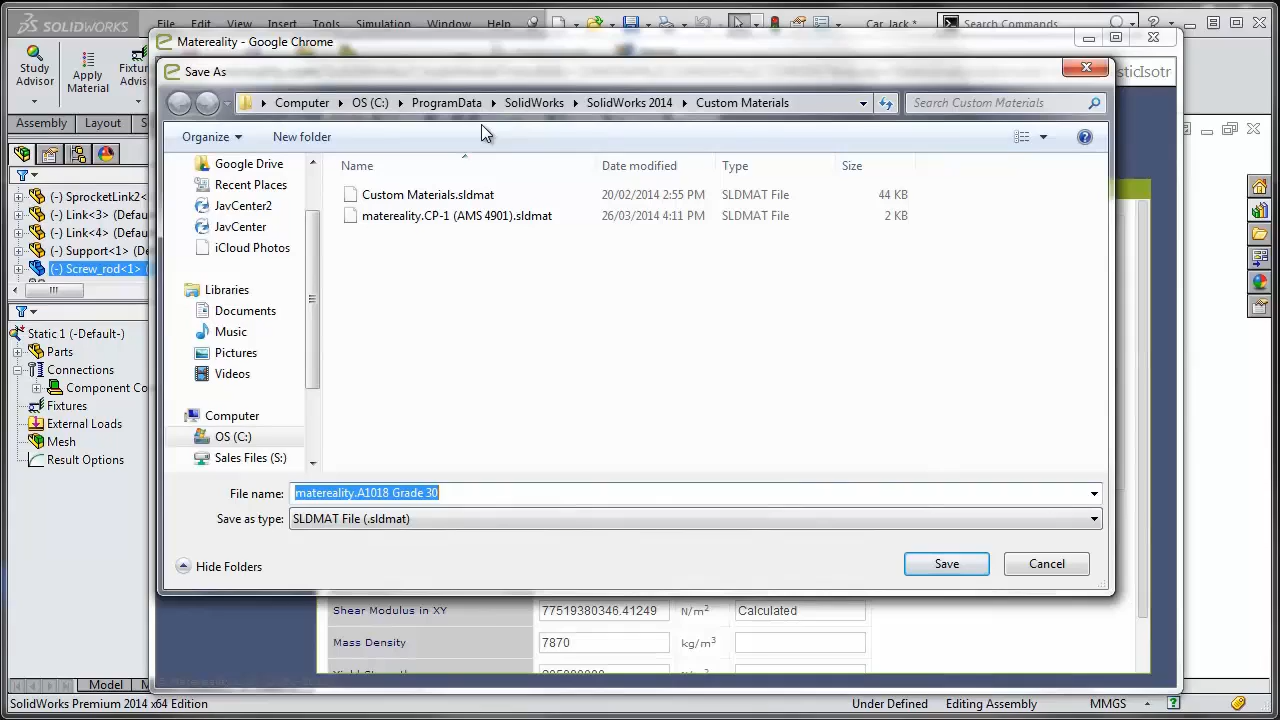 SOLIDWORKS File Edit View Insert Tools Simulation Window Help Car Jack * Search Commands
Matereality - Google Chrome
Study Advisor
Apply Material
Save As
sticIsotr
Computer OS (C:) ProgramData SolidWorks SolidWorks 2014 Custom Materials Search Custom Materials
Assembly Layout
Organize New folder
Name Date modified Type Size
Google Drive
Recent Places
JavCenter2
JavCenter
iCloud Photos
Libraries
Documents
Music
Pictures
Videos
Computer
OS (C:)
Sales Files (S:)
Custom Materials.sldmat 20/02/2014 2:55 PM SLDMAT File 44 KB
matereality.CP-1 (AMS 4901).sldmat 26/03/2014 4:11 PM SLDMAT File 2 KB
(-) SprocketLink2<
(-) Link<3> (Defau
(-) Link<4> (Defau
(-) Support<1> (De
(-) Screw_rod<1> (
Static 1 (-Default-)
Parts
Connections
Component Co
Fixtures
External Loads
Mesh
Result Options
File name: matereality.A1018 Grade 30
Save as type: SLDMAT File (.sldmat)
Hide Folders Save Cancel
Shear Modulus in XY 77519380346.41249 N/m² Calculated
Mass Density 7870 kg/m³
Model
SolidWorks Premium 2014 x64 Edition Under Defined Editing Assembly MMGS